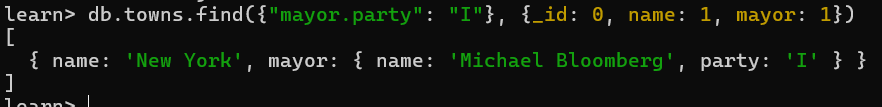 learn> db.towns.find({"mayor.party": "I"}, {_id: 0, name: 1, mayor: 1})
[
  { name: 'New York', mayor: { name: 'Michael Bloomberg', party: 'I' } }
]
learn>